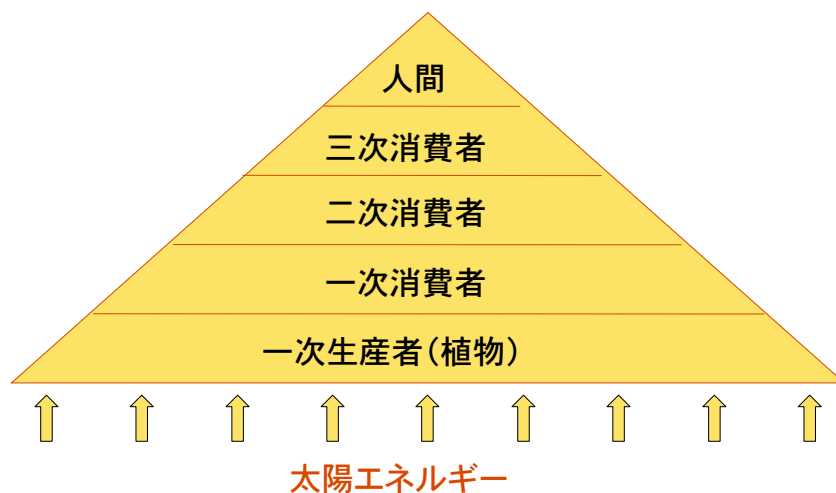 人間
三次消費者
二次消費者
一次消費者
一次生産者(植物)
太陽エネルギー